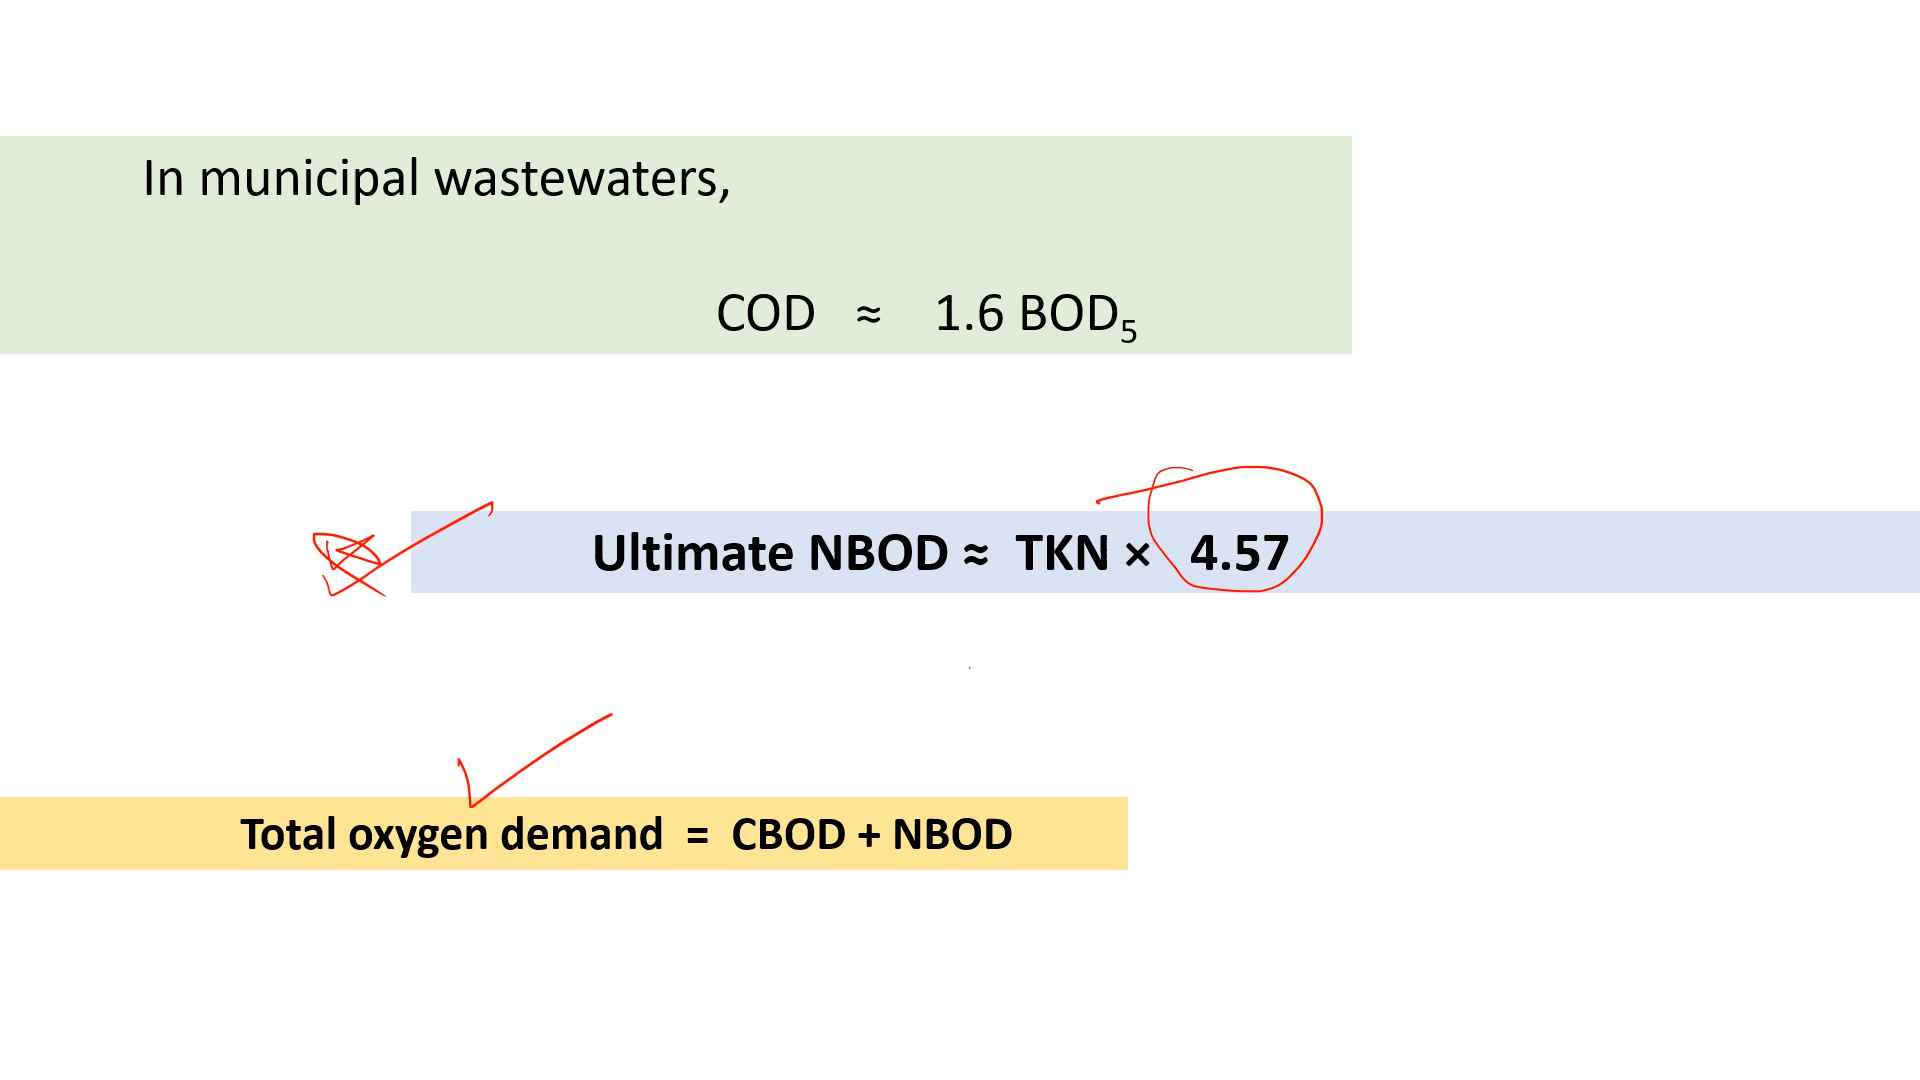 In municipal wastewaters,
COD ≈ 1.6 BOD₅
Ultimate NBOD ≈ TKN × 4.57
Total oxygen demand = CBOD + NBOD